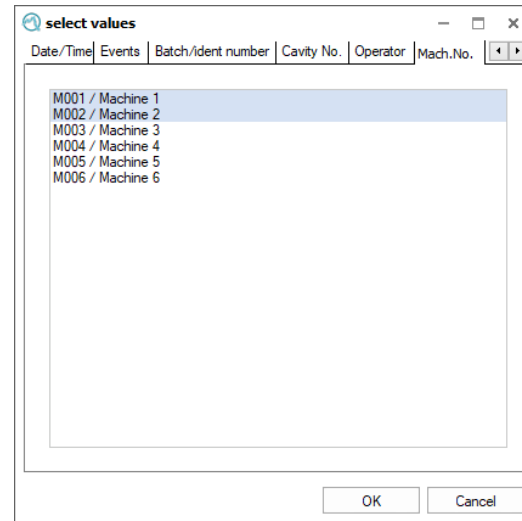 select values
Date/Time Events Batch/ident number Cavity No. Operator Mach.No.
M001 / Machine 1
M002 / Machine 2
M003 / Machine 3
M004 / Machine 4
M005 / Machine 5
M006 / Machine 6
OK Cancel